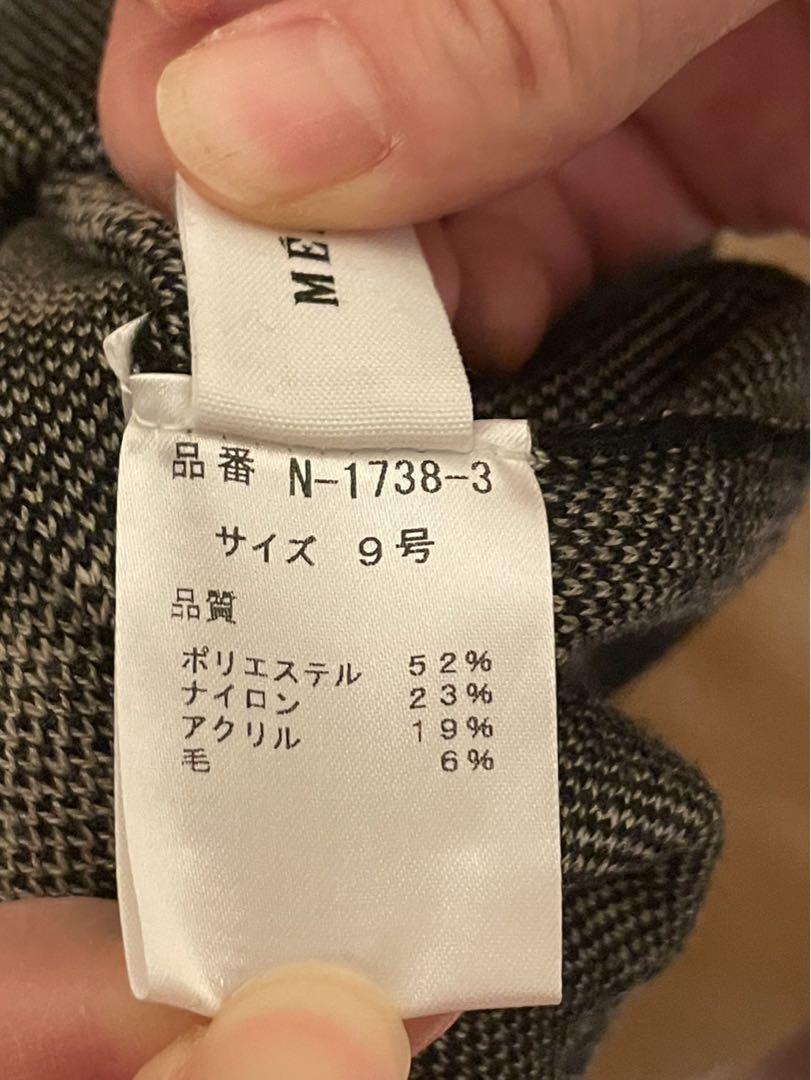 品番 N-1738-3
サイズ 9号
品質
ポリエステル 52%
ナイロン 23%
アクリル 19%
毛 6%